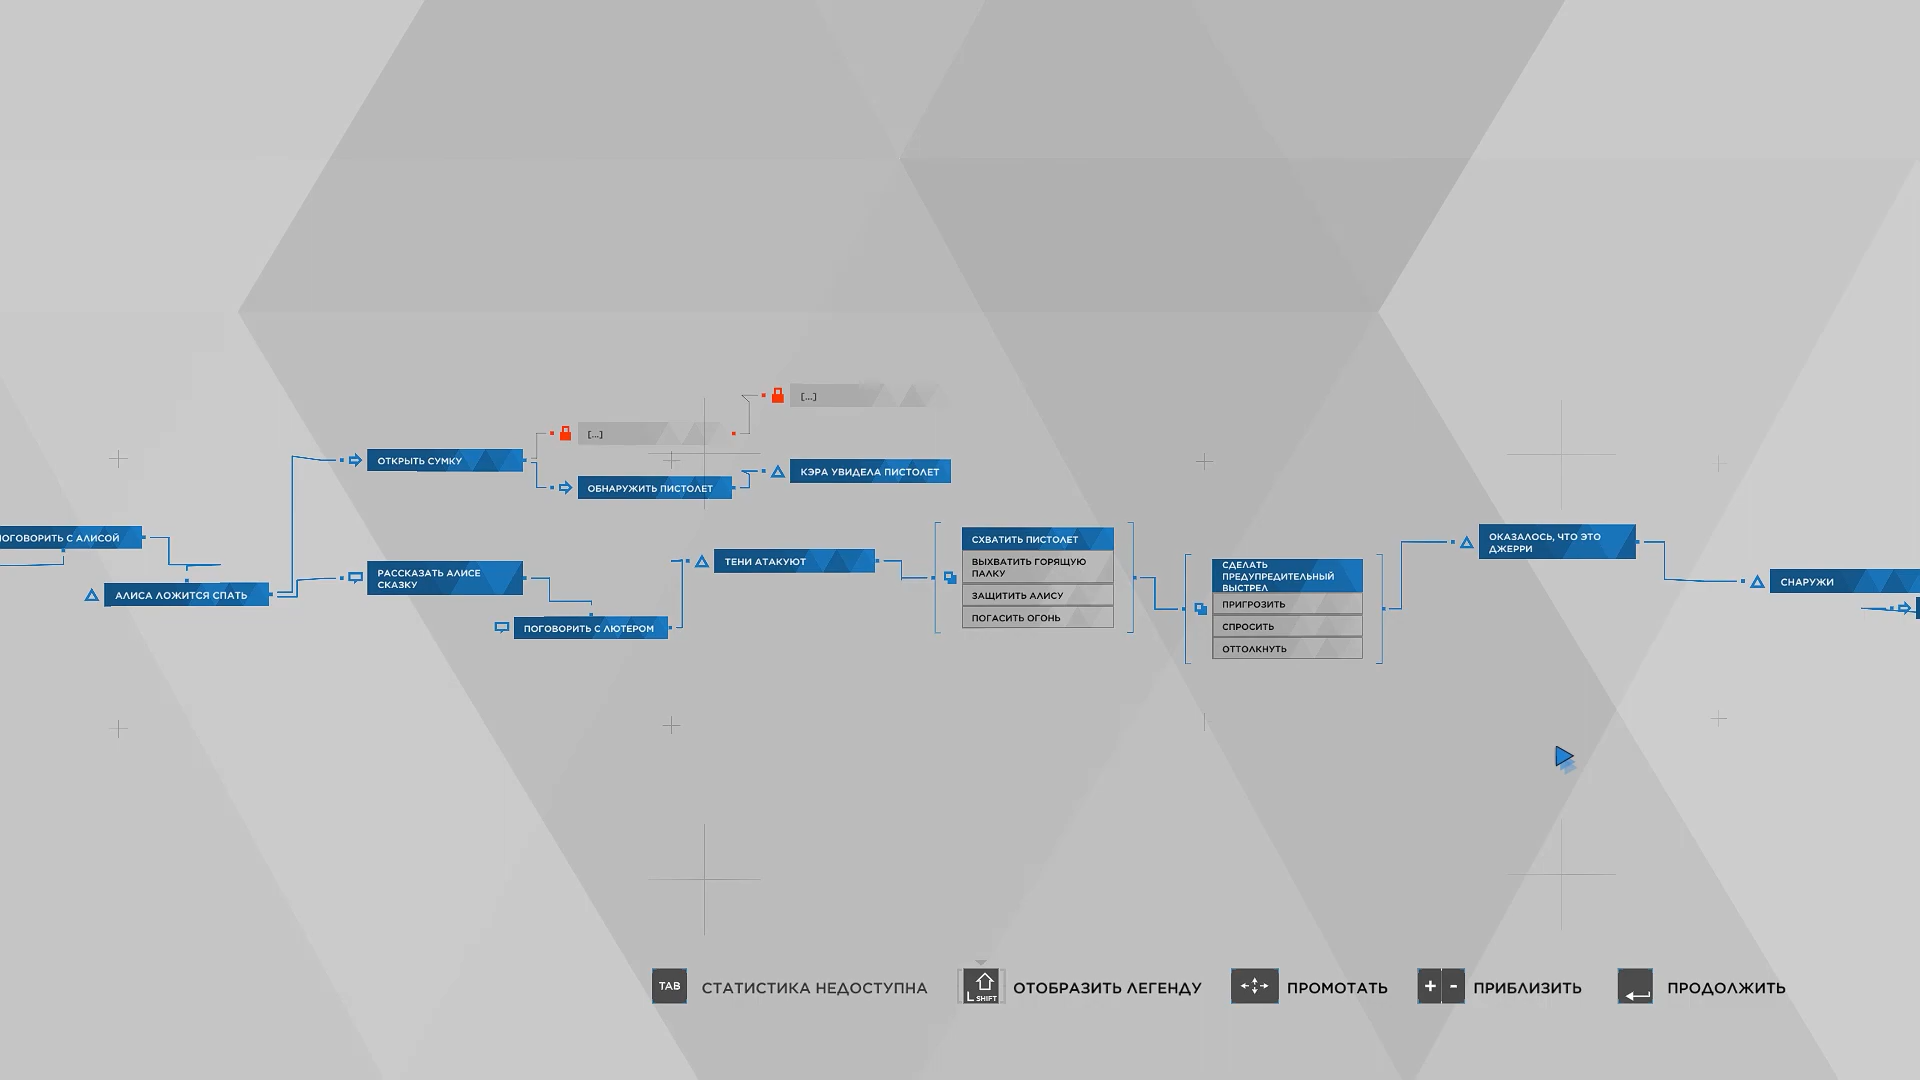 [...]
[...]
ОТКРЫТЬ СУМКУ
КЭРА УВИДЕЛА ПИСТОЛЕТ
ОБНАРУЖИТЬ ПИСТОЛЕТ
ПОГОВОРИТЬ С АЛИСОЙ
АЛИСА ЛОЖИТСЯ СПАТЬ
РАССКАЗАТЬ АЛИСЕ
СКАЗКУ
ПОГОВОРИТЬ С ЛЮТЕРОМ
ТЕНИ АТАКУЮТ
СХВАТИТЬ ПИСТОЛЕТ
ВЫХВАТИТЬ ГОРЯЩУЮ
ПАЛКУ
ЗАЩИТИТЬ АЛИСУ
ПОГАСИТЬ ОГОНЬ
СДЕЛАТЬ
ПРЕДУПРЕДИТЕЛЬНЫЙ
ВЫСТРЕЛ
ПРИГРОЗИТЬ
СПРОСИТЬ
ОТТОЛКНУТЬ
ОКАЗАЛОСЬ, ЧТО ЭТО
ДЖЕРРИ
СНАРУЖИ
TAB СТАТИСТИКА НЕДОСТУПНА
L SHIFT ОТОБРАЗИТЬ ЛЕГЕНДУ
ПРОМОТАТЬ
+ - ПРИБЛИЗИТЬ
ПРОДОЛЖИТЬ